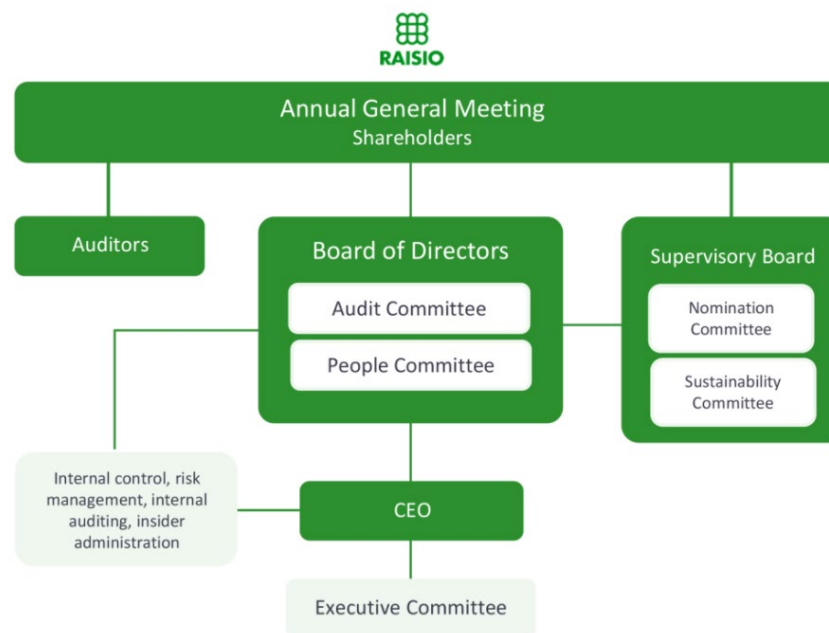 RAISIO
Annual General Meeting
Shareholders
Auditors
Board of Directors
Audit Committee
People Committee
Supervisory Board
Nomination
Committee
Sustainability
Committee
Internal control, risk
management, internal
auditing, insider
administration
CEO
Executive Committee